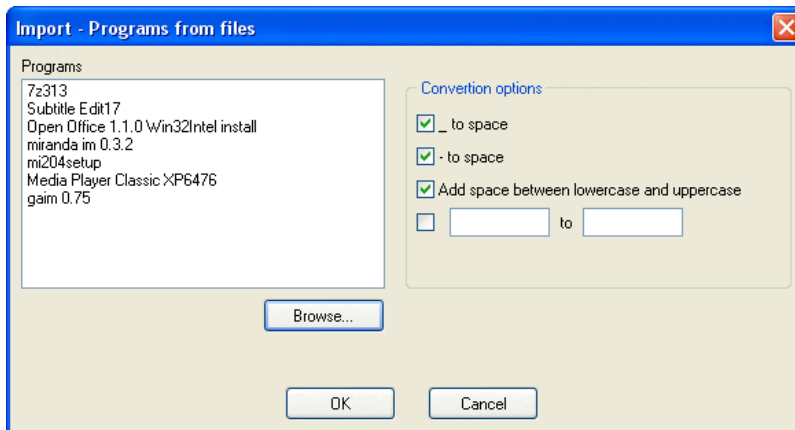 Import - Programs from files
Programs
7z313
Subtitle Edit17
Open Office 1.1.0 Win32Intel install
miranda im 0.3.2
mi204setup
Media Player Classic XP6476
gaim 0.75
Convertion options
_ to space
- to space
Add space between lowercase and uppercase
to
Browse...
OK
Cancel